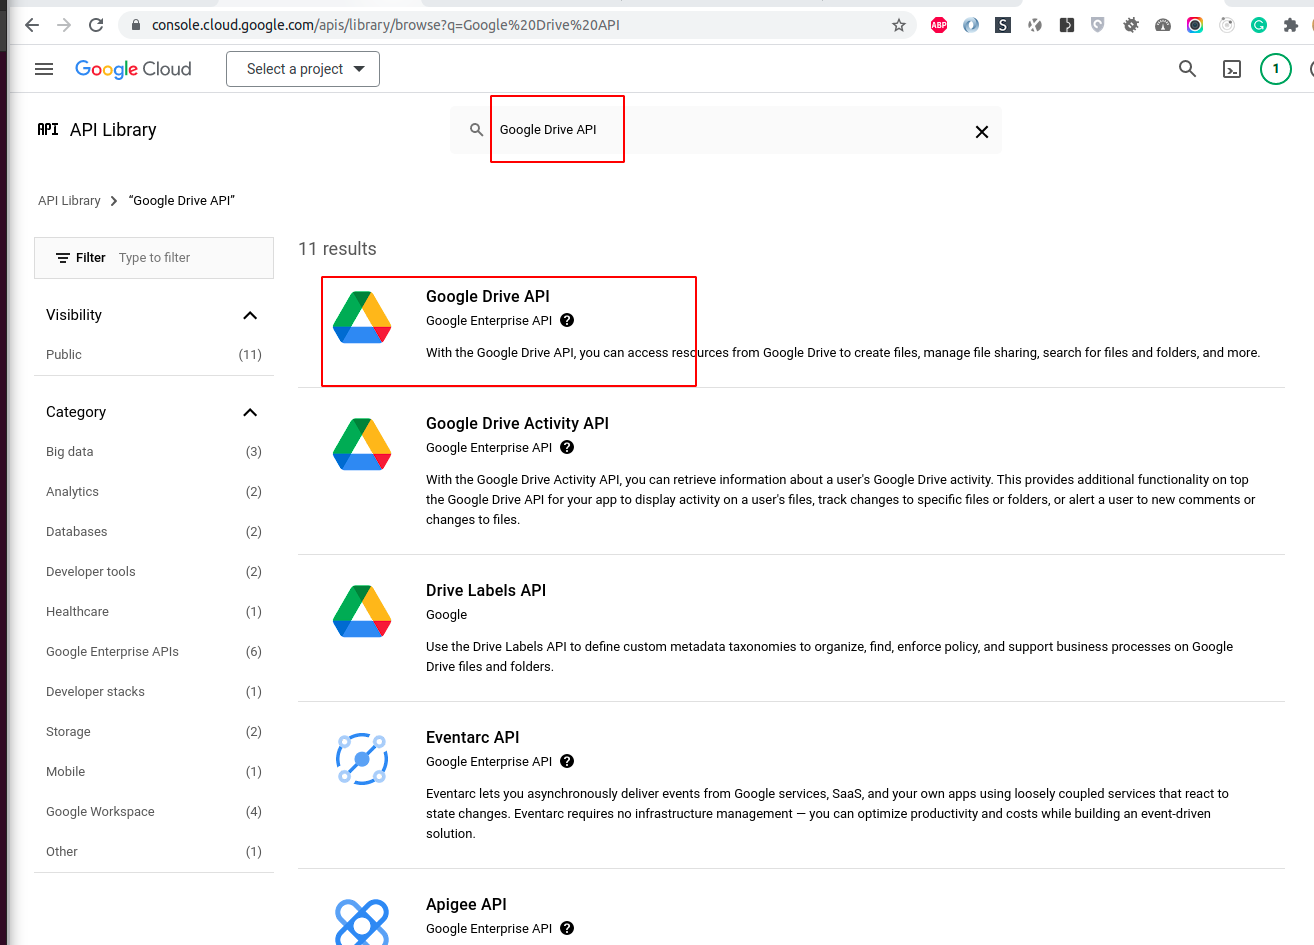 console.cloud.google.com/apis/library/browse?q=Google%20Drive%20API
ABP
S
Google Cloud
Select a project
1
API API Library
Google Drive API
API Library
“Google Drive API”
Filter Type to filter
11 results
Visibility
Public (11)
Category
Big data (3)
Analytics (2)
Databases (2)
Developer tools (2)
Healthcare (1)
Google Enterprise APIs (6)
Developer stacks (1)
Storage (2)
Mobile (1)
Google Workspace (4)
Other (1)
Google Drive API
Google Enterprise API
With the Google Drive API, you can access resources from Google Drive to create files, manage file sharing, search for files and folders, and more.
Google Drive Activity API
Google Enterprise API
With the Google Drive Activity API, you can retrieve information about a user's Google Drive activity. This provides additional functionality on top
the Google Drive API for your app to display activity on a user's files, track changes to specific files or folders, or alert a user to new comments or
changes to files.
Drive Labels API
Google
Use the Drive Labels API to define custom metadata taxonomies to organize, find, enforce policy, and support business processes on Google
Drive files and folders.
Eventarc API
Google Enterprise API
Eventarc lets you asynchronously deliver events from Google services, SaaS, and your own apps using loosely coupled services that react to
state changes. Eventarc requires no infrastructure management — you can optimize productivity and costs while building an event-driven
solution.
Apigee API
Google Enterprise API